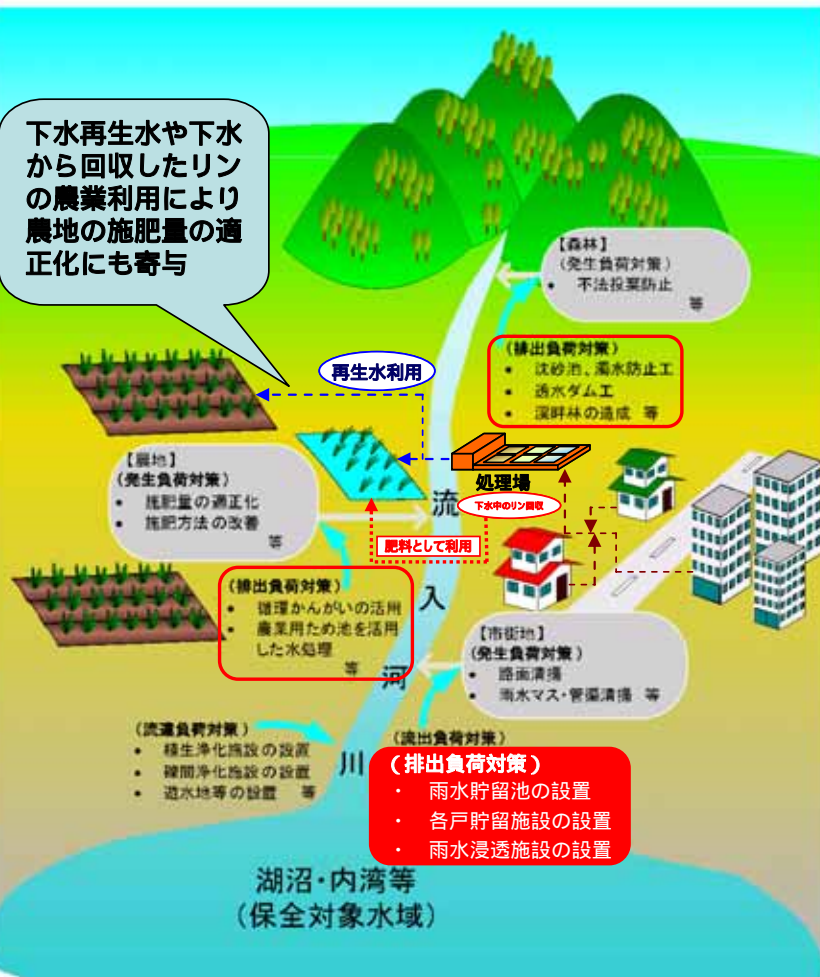 下水再生水や下水
から回収したリン
の農業利用により
農地の施肥量の適
正化にも寄与
【森林】
(発生負荷対策)
• 不法投棄防止
等
(排出負荷対策)
• 沈砂池、濁水防止工
• 透水ダム工
• 渓畔林の造成 等
再生水利用
処理場
下水中のリン回収
肥料として利用
【農地】
(発生負荷対策)
• 施肥量の適正化
• 施肥方法の改善
等
(排出負荷対策)
• 循環かんがいの活用
• 農業用ため池を活用
した水処理
等
流
入
河
川
【市街地】
(発生負荷対策)
• 路面清掃
• 雨水マス・管渠清掃 等
(流達負荷対策)
• 植生浄化施設の設置
• 礫間浄化施設の設置
• 遊水地等の設置 等
(流出負荷対策)
(排出負荷対策)
・ 雨水貯留池の設置
・ 各戸貯留施設の設置
・ 雨水浸透施設の設置
湖沼・内湾等
(保全対象水域)